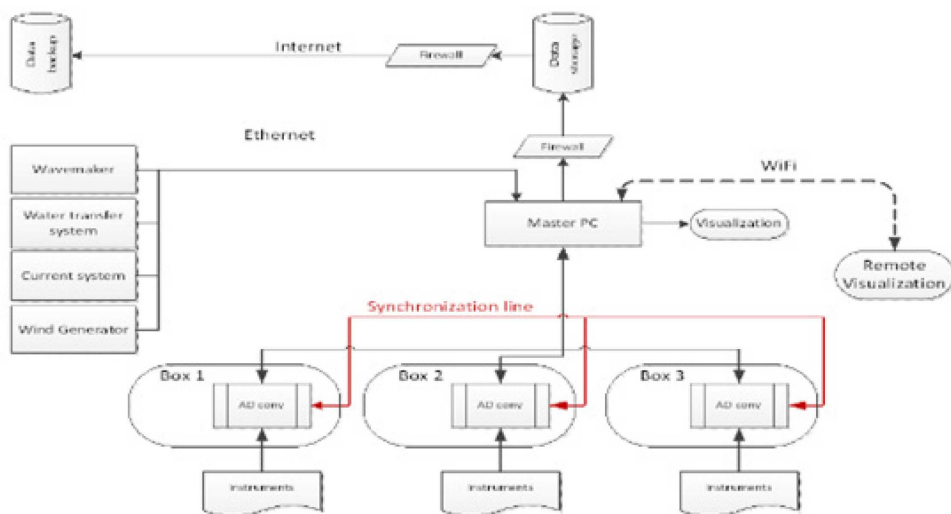 Data
backup
Internet
Firewall
Data
storage
Ethernet
Firewall
WiFi
Wavemaker
Water transfer
system
Current system
Wind Generator
Master PC
Visualization
Remote
Visualization
Synchronization line
Box 1
AD conv
Box 2
AD conv
Box 3
AD conv
Instruments
Instruments
Instruments